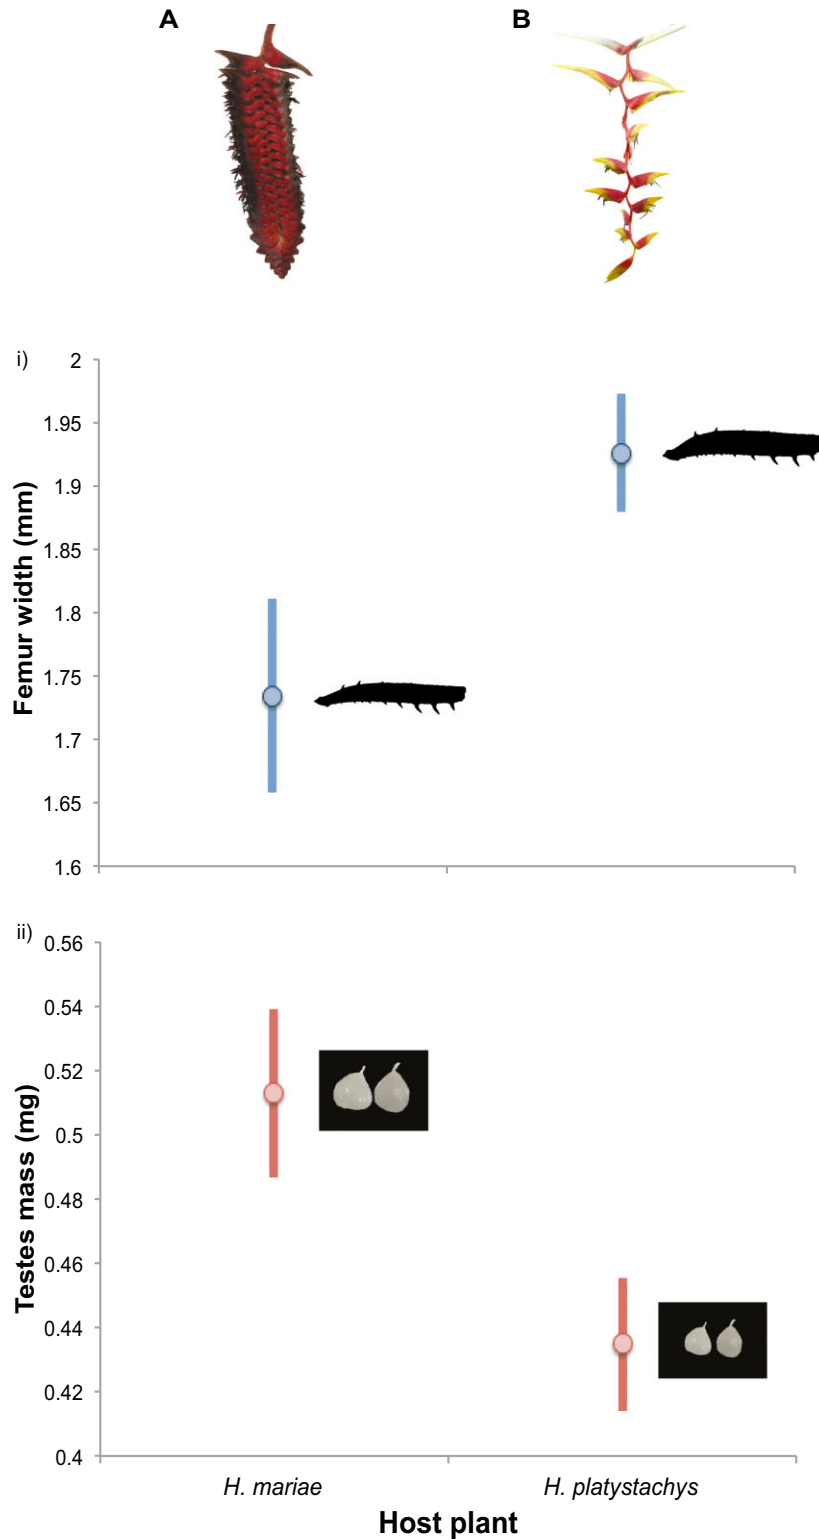 A B
i)
2
1.95
1.9
1.85
1.8
1.75
1.7
1.65
1.6
Femur width (mm)
ii)
0.56
0.54
0.52
0.5
0.48
0.46
0.44
0.42
0.4
Testes mass (mg)
H. mariae H. platystachys
Host plant